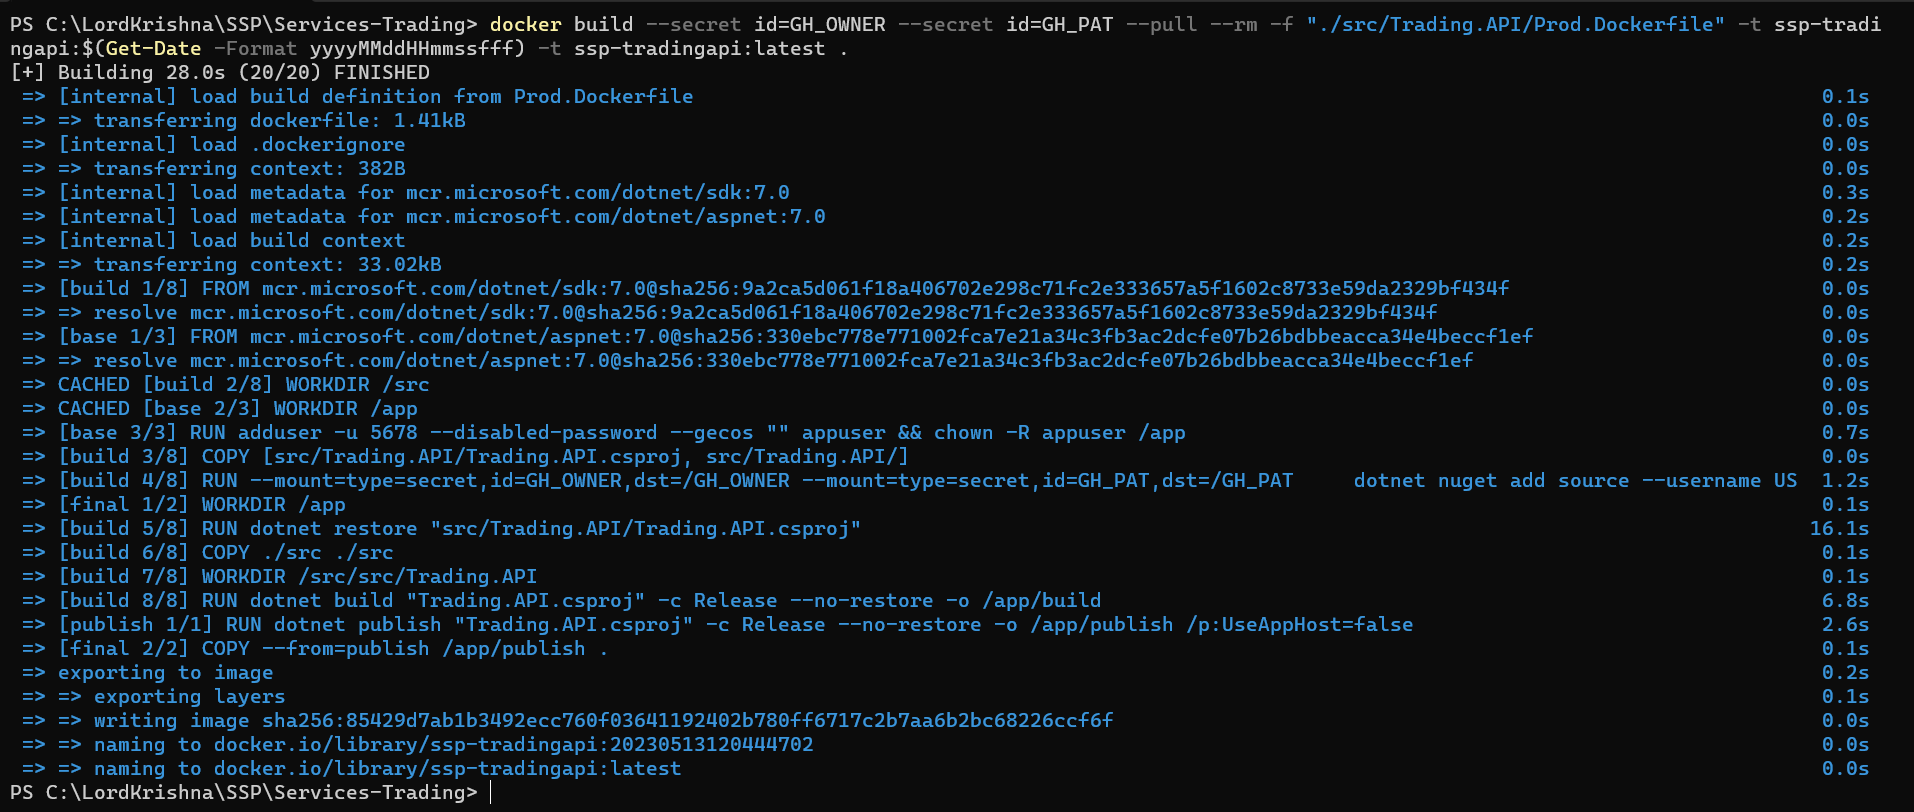 PS C:\LordKrishna\SSP\Services-Trading> docker build --secret id=GH_OWNER --secret id=GH_PAT --pull --rm -f "./src/Trading.API/Prod.Dockerfile" -t ssp-tradi
ngapi:$(Get-Date -Format yyyyMMddHHmmssfff) -t ssp-tradingapi:latest .
[+] Building 28.0s (20/20) FINISHED
=> [internal] load build definition from Prod.Dockerfile 0.1s
=> => transferring dockerfile: 1.41kB 0.0s
=> [internal] load .dockerignore 0.0s
=> => transferring context: 382B 0.0s
=> [internal] load metadata for mcr.microsoft.com/dotnet/sdk:7.0 0.3s
=> [internal] load metadata for mcr.microsoft.com/dotnet/aspnet:7.0 0.2s
=> [internal] load build context 0.2s
=> => transferring context: 33.02kB 0.2s
=> [build 1/8] FROM mcr.microsoft.com/dotnet/sdk:7.0@sha256:9a2ca5d061f18a406702e298c71fc2e333657a5f1602c8733e59da2329bf434f 0.0s
=> => resolve mcr.microsoft.com/dotnet/sdk:7.0@sha256:9a2ca5d061f18a406702e298c71fc2e333657a5f1602c8733e59da2329bf434f 0.0s
=> [base 1/3] FROM mcr.microsoft.com/dotnet/aspnet:7.0@sha256:330ebc778e771002fca7e21a34c3fb3ac2dcfe07b26bdbbeacca34e4beccf1ef 0.0s
=> => resolve mcr.microsoft.com/dotnet/aspnet:7.0@sha256:330ebc778e771002fca7e21a34c3fb3ac2dcfe07b26bdbbeacca34e4beccf1ef 0.0s
=> CACHED [build 2/8] WORKDIR /src 0.0s
=> CACHED [base 2/3] WORKDIR /app 0.0s
=> [base 3/3] RUN adduser -u 5678 --disabled-password --gecos "" appuser && chown -R appuser /app 0.7s
=> [build 3/8] COPY [src/Trading.API/Trading.API.csproj, src/Trading.API/] 0.0s
=> [build 4/8] RUN --mount=type=secret,id=GH_OWNER,dst=/GH_OWNER --mount=type=secret,id=GH_PAT,dst=/GH_PAT     dotnet nuget add source --username US 1.2s
=> [final 1/2] WORKDIR /app 0.1s
=> [build 5/8] RUN dotnet restore "src/Trading.API/Trading.API.csproj" 16.1s
=> [build 6/8] COPY ./src ./src 0.1s
=> [build 7/8] WORKDIR /src/src/Trading.API 0.1s
=> [build 8/8] RUN dotnet build "Trading.API.csproj" -c Release --no-restore -o /app/build 6.8s
=> [publish 1/1] RUN dotnet publish "Trading.API.csproj" -c Release --no-restore -o /app/publish /p:UseAppHost=false 2.6s
=> [final 2/2] COPY --from=publish /app/publish . 0.1s
=> exporting to image 0.2s
=> => exporting layers 0.1s
=> => writing image sha256:85429d7ab1b3492ecc760f03641192402b780ff6717c2b7aa6b2bc68226ccf6f 0.0s
=> => naming to docker.io/library/ssp-tradingapi:20230513120444702 0.0s
=> => naming to docker.io/library/ssp-tradingapi:latest 0.0s
PS C:\LordKrishna\SSP\Services-Trading>